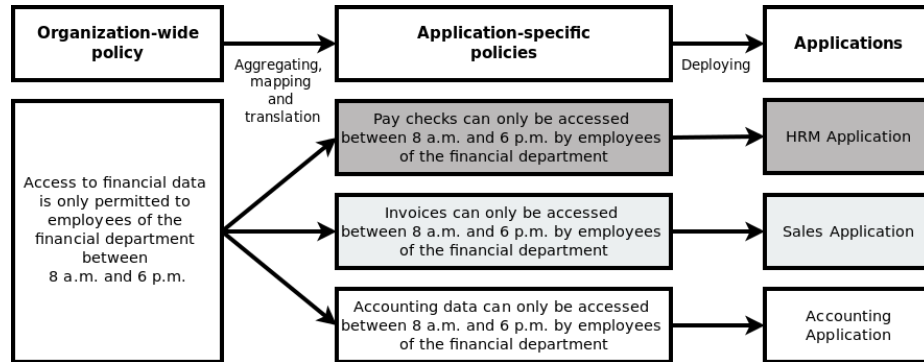 Organization-wide
policy
Aggregating,
mapping
and
translation
Application-specific
policies
Deploying
Applications
Access to financial data
is only permitted to
employees of the
financial department
between
8 a.m. and 6 p.m.
Pay checks can only be accessed
between 8 a.m. and 6 p.m. by employees
of the financial department
HRM Application
Invoices can only be accessed
between 8 a.m. and 6 p.m. by employees
of the financial department
Sales Application
Accounting data can only be accessed
between 8 a.m. and 6 p.m. by employees
of the financial department
Accounting
Application